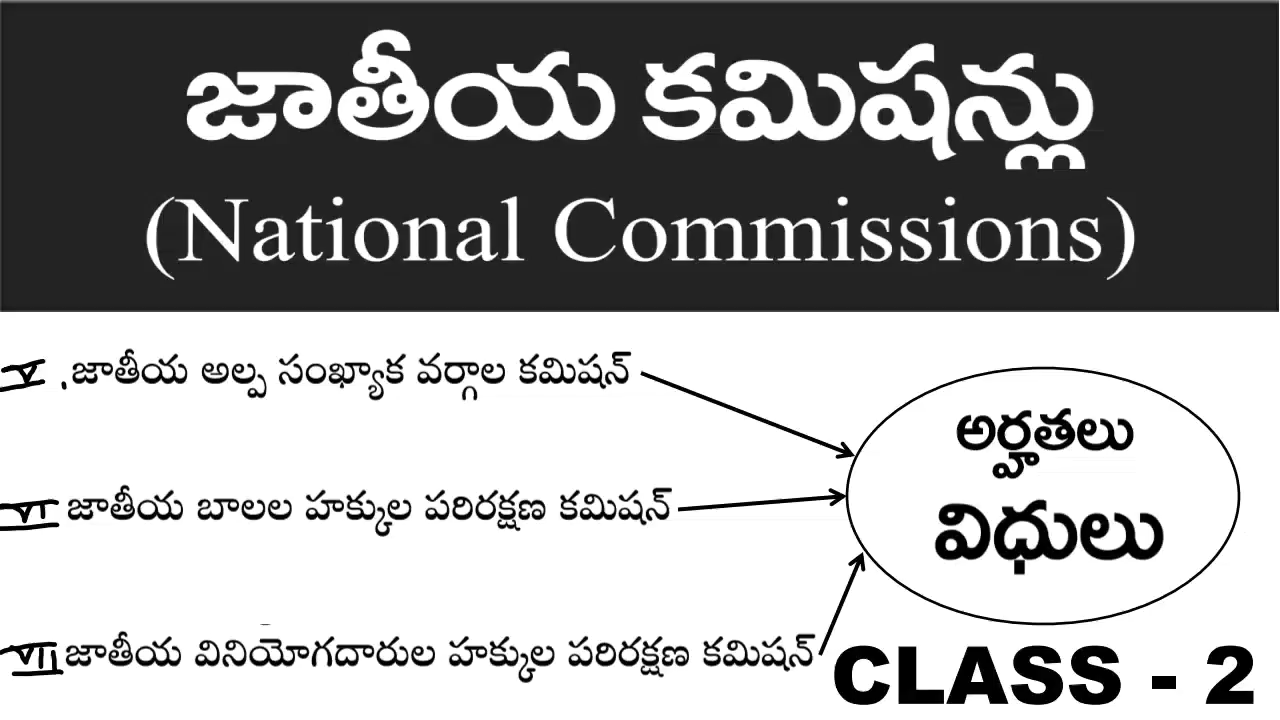 జాతీయ కమిషన్లు
(National Commissions)
V .జాతీయ అల్ప సంఖ్యాక వర్గాల కమిషన్
VI జాతీయ బాలల హక్కుల పరిరక్షణ కమిషన్
VII జాతీయ వినియోగదారుల హక్కుల పరిరక్షణ కమిషన్
అర్హతలు
విధులు
CLASS - 2